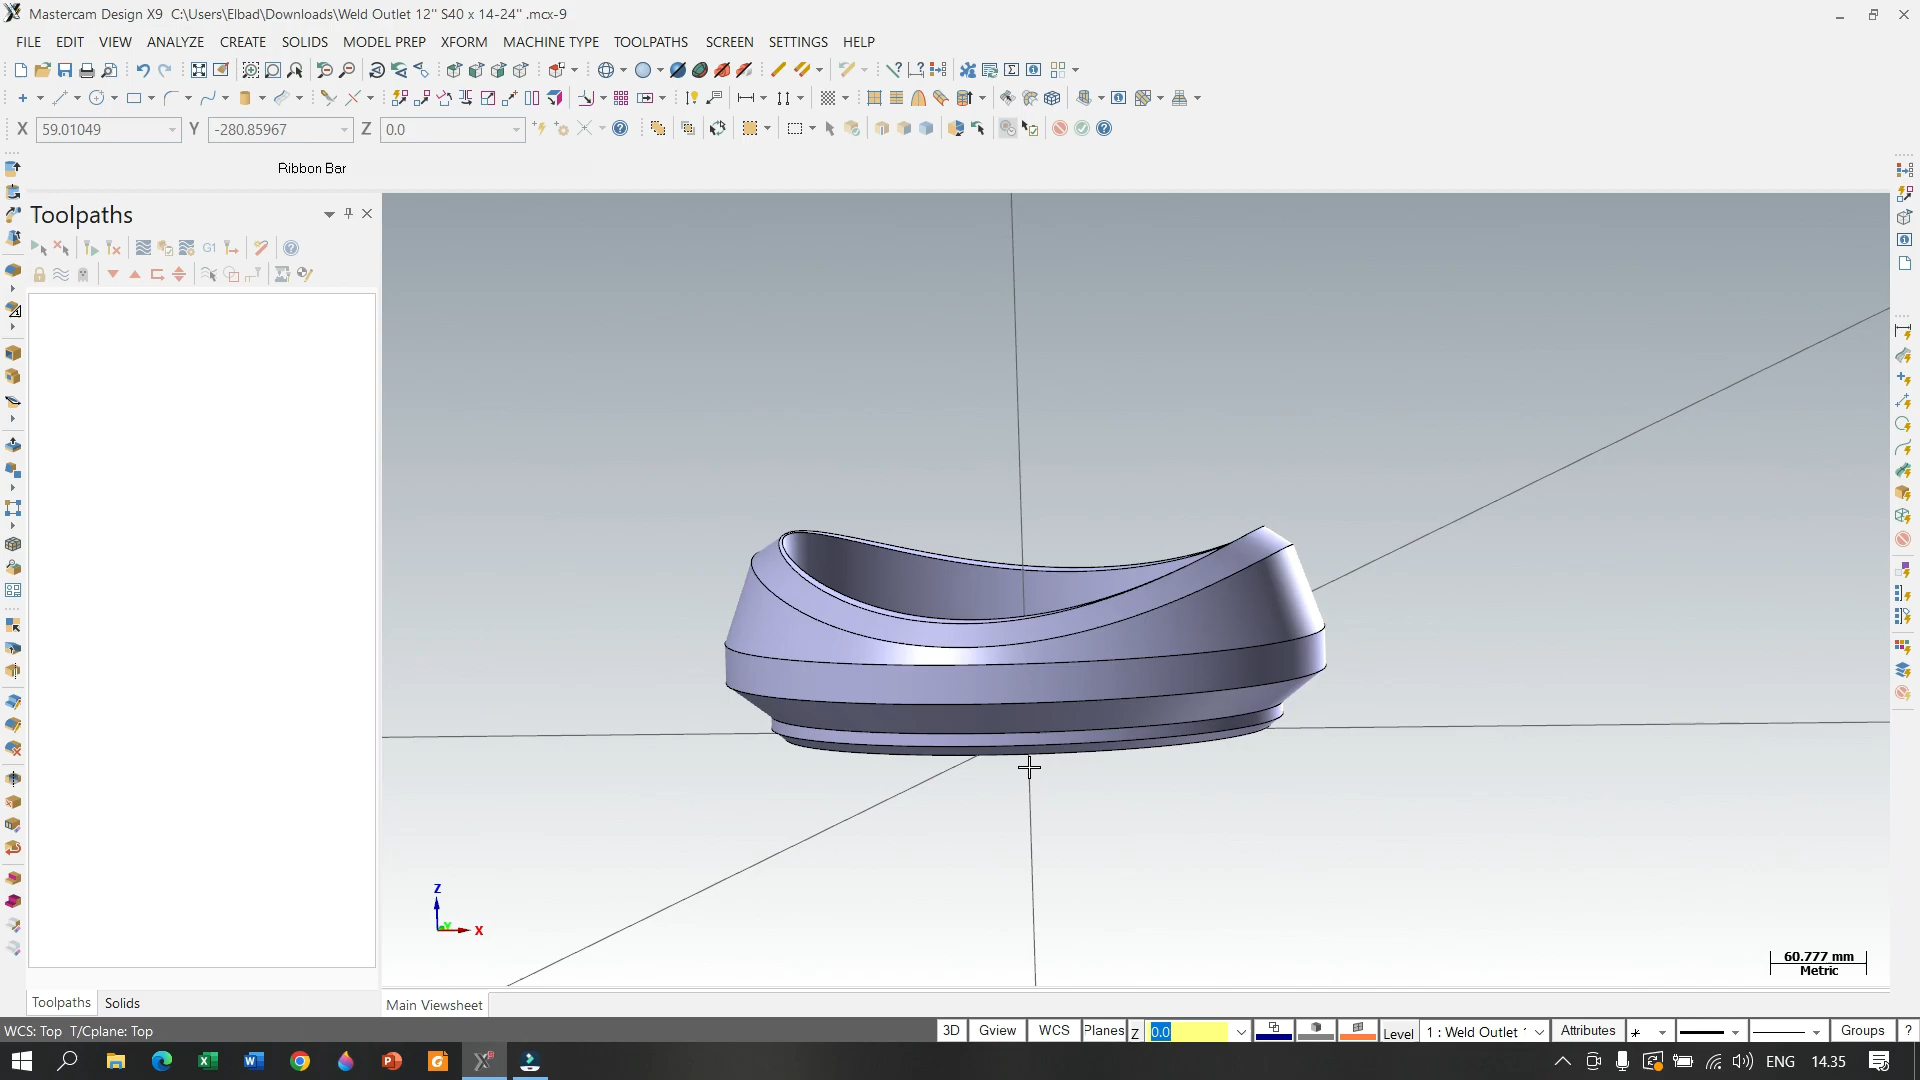 Mastercam Design X9  C:\Users\Elbad\Downloads\Weld Outlet 12'' S40 x 14-24'' .mcx-9
FILE EDIT VIEW ANALYZE CREATE SOLIDS MODEL PREP XFORM MACHINE TYPE TOOLPATHS SCREEN SETTINGS HELP
X 59.01049 Y -280.85967 Z 0.0
Ribbon Bar
Toolpaths
G1
Z
X
60.777 mm
Metric
Toolpaths Solids
Main Viewsheet
WCS: Top  T/Cplane: Top
3D Gview WCS Planes Z 0.0 Level 1 : Weld Outlet Attributes Groups ?
ENG 14.35